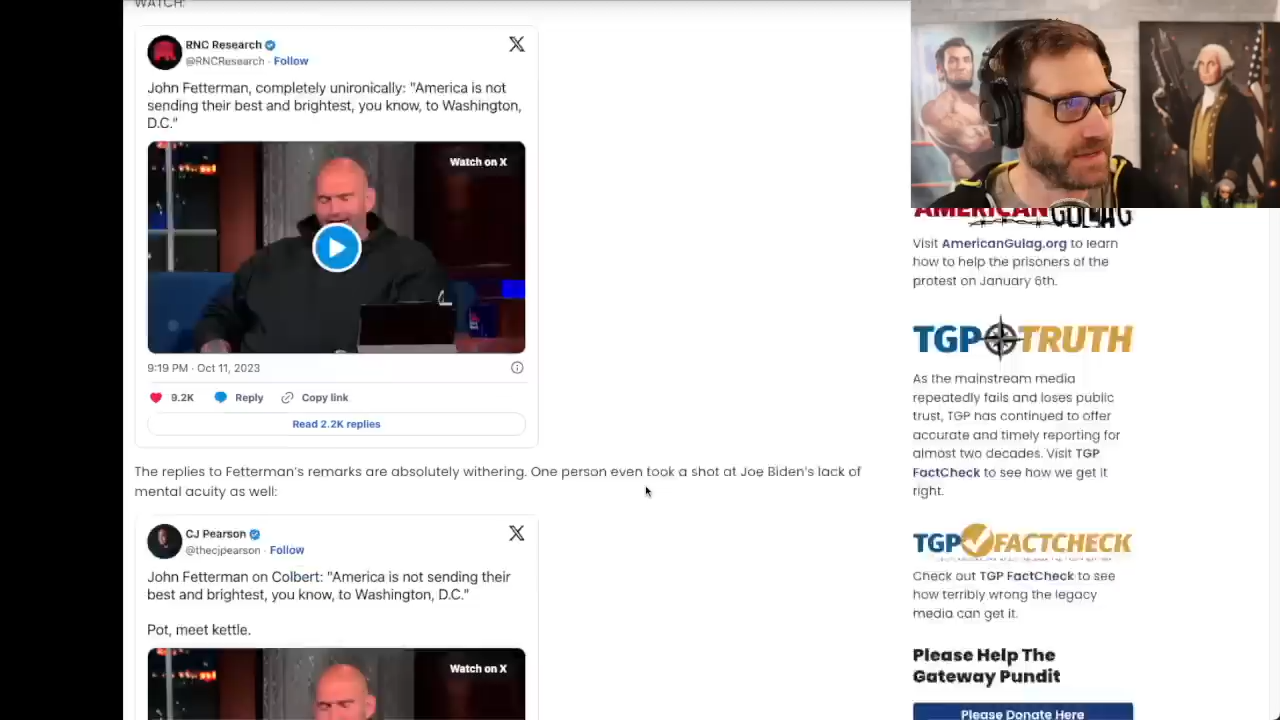 WATCH:
RNC Research
@RNCResearch · Follow
John Fetterman, completely unironically: "America is not
sending their best and brightest, you know, to Washington,
D.C."
Watch on X
9:19 PM · Oct 11, 2023
9.2K Reply Copy link
Read 2.2K replies
The replies to Fetterman's remarks are absolutely withering. One person even took a shot at Joe Biden's lack of
mental acuity as well:
CJ Pearson
@thecjpearson · Follow
John Fetterman on Colbert: "America is not sending their
best and brightest, you know, to Washington, D.C."
Pot, meet kettle.
Watch on X
AMERICAN GULAG
Visit AmericanGulag.org to learn
how to help the prisoners of the
protest on January 6th.
TGP TRUTH
As the mainstream media
repeatedly fails and loses public
trust, TGP has continued to offer
accurate and timely reporting for
almost two decades. Visit TGP
FactCheck to see how we get it
right.
TGP FACTCHECK
Check out TGP FactCheck to see
how terribly wrong the legacy
media can get it.
Please Help The
Gateway Pundit
Please Donate Here